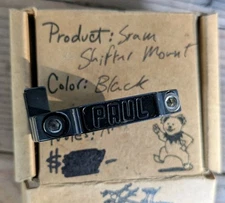 Product: Sram
Shifter Mount
Color: Black
PAUL
$